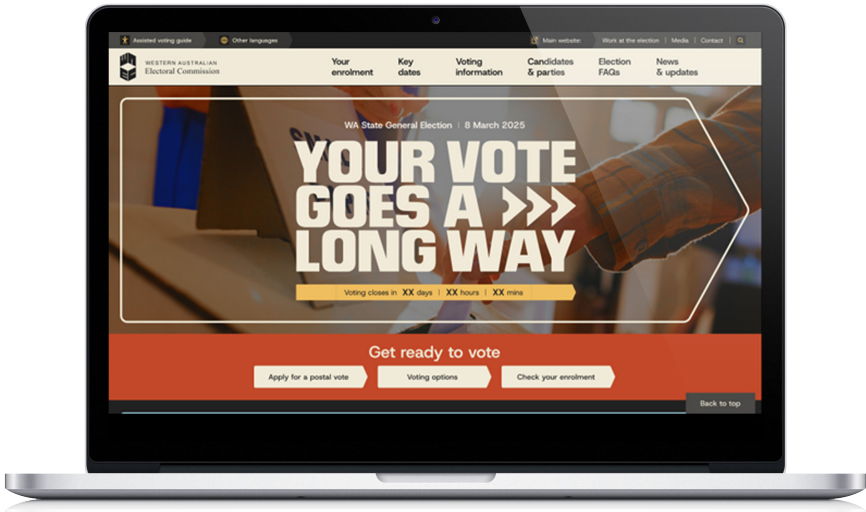 Assisted voting guide
Other languages
Main website:
Work at the election | Media | Contact |
WESTERN AUSTRALIAN
Electoral Commission
Your
enrolment
Key
dates
Voting
information
Candidates
& parties
Election
FAQs
News
& updates
WA State General Election | 8 March 2025
YOUR VOTE
GOES A >>>
LONG WAY
Voting closes in XX days | XX hours | XX mins
Get ready to vote
Apply for a postal vote
Voting options
Check your enrolment
Back to top